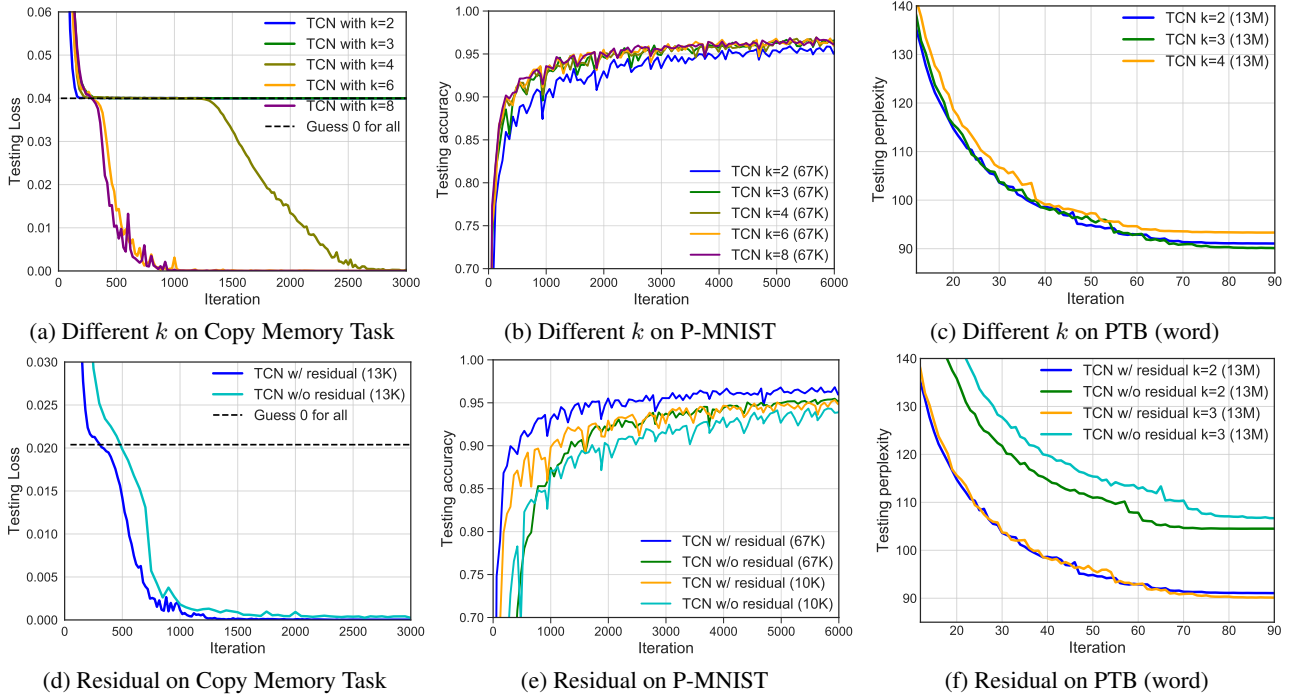 0.06
0.05
0.04
0.03
0.02
0.01
0.00
Testing Loss
0
500
1000
1500
2000
2500
3000
Iteration
TCN with k=2
TCN with k=3
TCN with k=4
TCN with k=6
TCN with k=8
Guess 0 for all
(a) Different k on Copy Memory Task
1.00
0.95
0.90
0.85
0.80
0.75
0.70
Testing accuracy
0
1000
2000
3000
4000
5000
6000
Iteration
TCN k=2 (67K)
TCN k=3 (67K)
TCN k=4 (67K)
TCN k=6 (67K)
TCN k=8 (67K)
(b) Different k on P-MNIST
140
130
120
110
100
90
Testing perplexity
20
30
40
50
60
70
80
90
Iteration
TCN k=2 (13M)
TCN k=3 (13M)
TCN k=4 (13M)
(c) Different k on PTB (word)
0.030
0.025
0.020
0.015
0.010
0.005
0.000
Testing Loss
0
500
1000
1500
2000
2500
3000
Iteration
TCN w/ residual (13K)
TCN w/o residual (13K)
Guess 0 for all
(d) Residual on Copy Memory Task
1.00
0.95
0.90
0.85
0.80
0.75
0.70
Testing accuracy
0
1000
2000
3000
4000
5000
6000
Iteration
TCN w/ residual (67K)
TCN w/o residual (67K)
TCN w/ residual (10K)
TCN w/o residual (10K)
(e) Residual on P-MNIST
140
130
120
110
100
90
Testing perplexity
20
30
40
50
60
70
80
90
Iteration
TCN w/ residual k=2 (13M)
TCN w/o residual k=2 (13M)
TCN w/ residual k=3 (13M)
TCN w/o residual k=3 (13M)
(f) Residual on PTB (word)